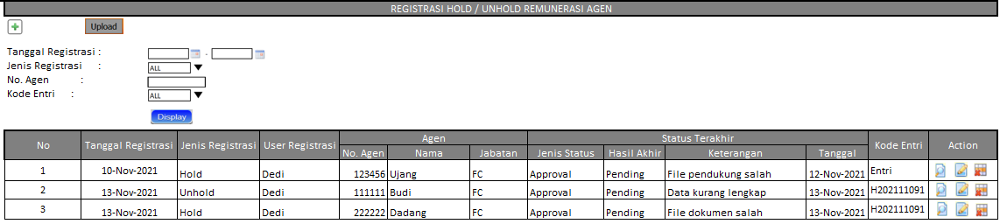 REGISTRASI HOLD / UNHOLD REMUNERASI AGEN
Upload
Tanggal Registrasi : -
Jenis Registrasi : ALL
No. Agen :
Kode Entri : ALL
Display
No Tanggal Registrasi Jenis Registrasi User Registrasi Agen Status Terakhir Kode Entri Action
No. Agen Nama Jabatan Jenis Status Hasil Akhir Keterangan Tanggal
1 10-Nov-2021 Hold Dedi 123456 Ujang FC Approval Pending File pendukung salah 12-Nov-2021 Entri
2 13-Nov-2021 Unhold Dedi 111111 Budi FC Approval Pending Data kurang lengkap 13-Nov-2021 H202111091
3 13-Nov-2021 Hold Dedi 222222 Dadang FC Approval Pending File dokumen salah 13-Nov-2021 H202111091